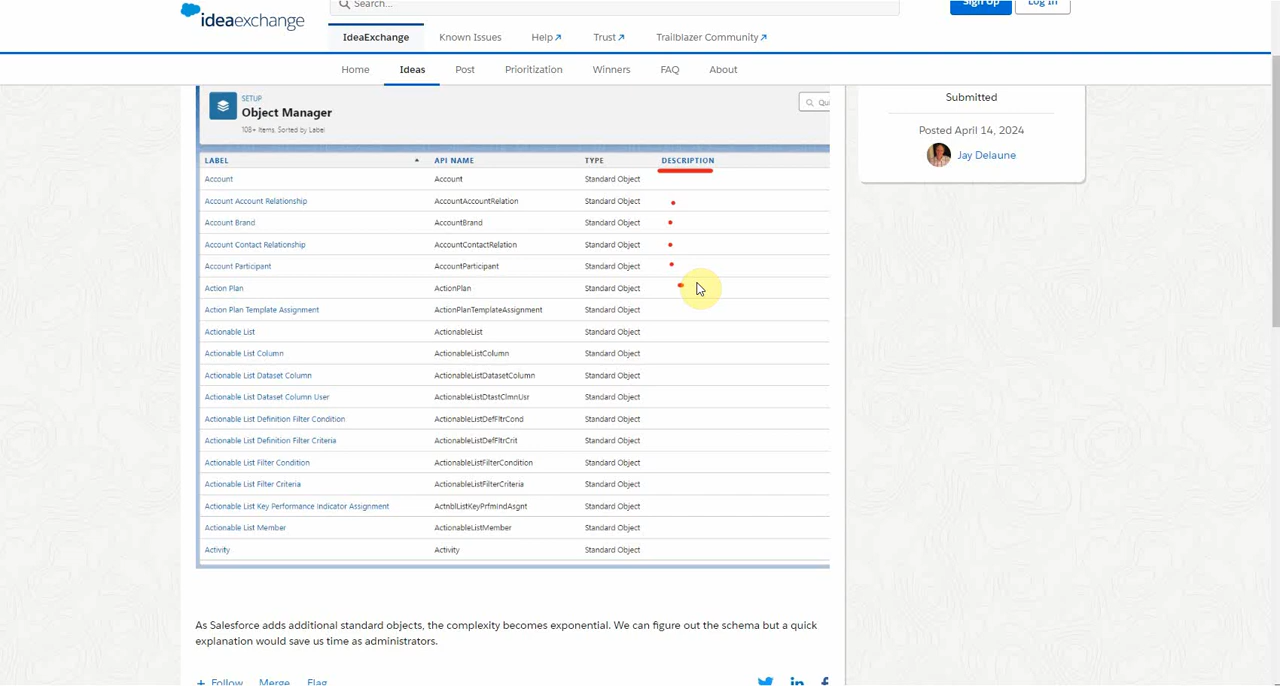 ideaexchange
Search...
Sign Up
Log In
IdeaExchange Known Issues Help Trust Trailblazer Community
Home Ideas Post Prioritization Winners FAQ About
SETUP
Object Manager
108+ Items, Sorted by Label
Qui
Submitted
Posted April 14, 2024
Jay Delaune
LABEL API NAME TYPE DESCRIPTION
Account Account Standard Object
Account Account Relationship AccountAccountRelation Standard Object
Account Brand AccountBrand Standard Object
Account Contact Relationship AccountContactRelation Standard Object
Account Participant AccountParticipant Standard Object
Action Plan ActionPlan Standard Object
Action Plan Template Assignment ActionPlanTemplateAssignment Standard Object
Actionable List ActionableList Standard Object
Actionable List Column ActionableListColumn Standard Object
Actionable List Dataset Column ActionableListDatasetColumn Standard Object
Actionable List Dataset Column User ActionableListDtastClmnUsr Standard Object
Actionable List Definition Filter Condition ActionableListDefFltrCond Standard Object
Actionable List Definition Filter Criteria ActionableListDefFltrCrit Standard Object
Actionable List Filter Condition ActionableListFilterCondition Standard Object
Actionable List Filter Criteria ActionableListFilterCriteria Standard Object
Actionable List Key Performance Indicator Assignment ActnblListKeyPrfmIndAsgnt Standard Object
Actionable List Member ActionableListMember Standard Object
Activity Activity Standard Object
As Salesforce adds additional standard objects, the complexity becomes exponential. We can figure out the schema but a quick
explanation would save us time as administrators.
+ Follow Merge Flag